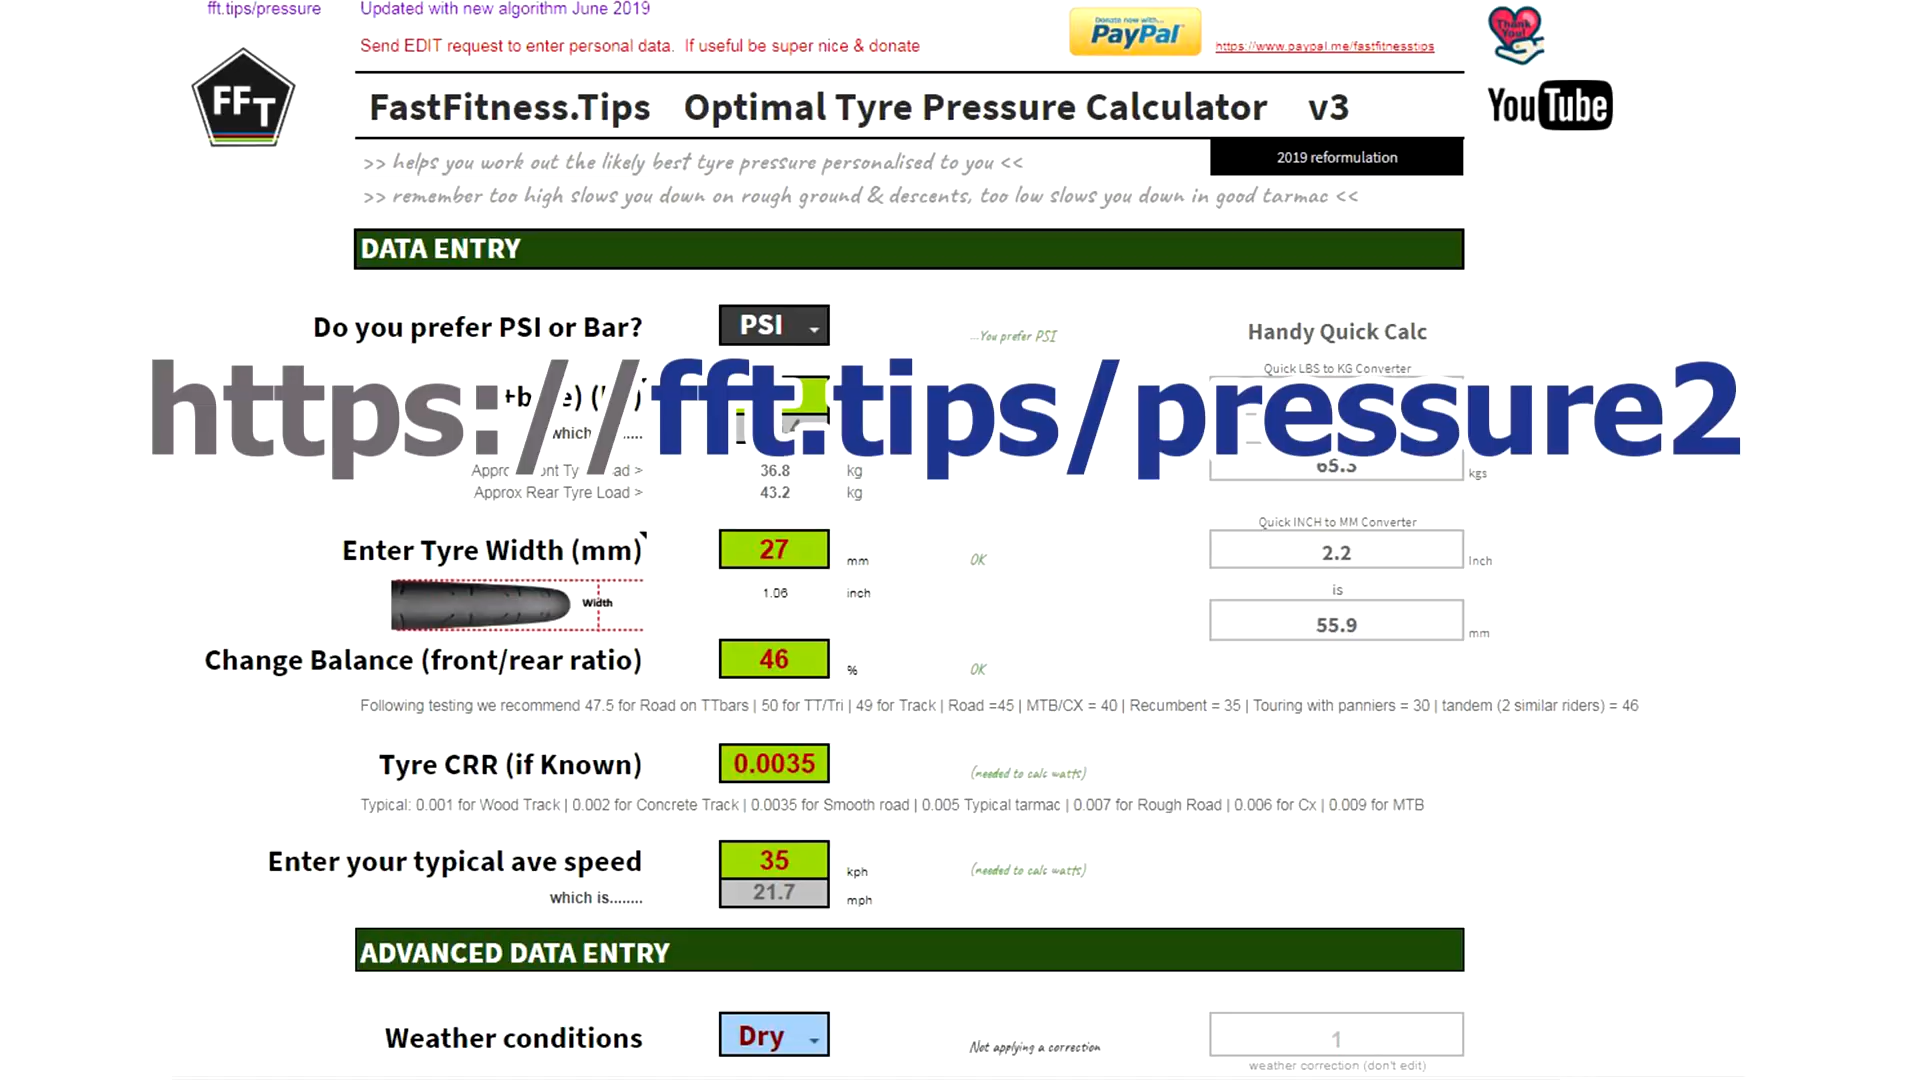 fft.tips/pressure
Updated with new algorithm June 2019
Send EDIT request to enter personal data. If useful be super nice & donate
Donate now with...
PayPal
https://www.paypal.me/fastfitnesstips
Thank You!
FFT
YouTube
FastFitness.Tips Optimal Tyre Pressure Calculator v3
2019 reformulation
>> helps you work out the likely best tyre pressure personalised to you <<
>> remember too high slows you down on rough ground & descents, too low slows you down in good tarmac <<
DATA ENTRY
Do you prefer PSI or Bar? PSI ...You prefer PSI
Handy Quick Calc
Quick LBS to KG Converter
https://fft.tips/pressure2
which .....
36.8 kg
65.3 kgs
Approx Rear Tyre Load > 43.2 kg
Quick INCH to MM Converter
Enter Tyre Width (mm) 27 mm OK
2.2 Inch
1.06 inch
is
Width
55.9 mm
Change Balance (front/rear ratio) 46 % OK
Following testing we recommend 47.5 for Road on TTbars | 50 for TT/Tri | 49 for Track | Road =45 | MTB/CX = 40 | Recumbent = 35 | Touring with panniers = 30 | tandem (2 similar riders) = 46
Tyre CRR (if Known) 0.0035 (needed to calc watts)
Typical: 0.001 for Wood Track | 0.002 for Concrete Track | 0.0035 for Smooth road | 0.005 Typical tarmac | 0.007 for Rough Road | 0.006 for Cx | 0.009 for MTB
Enter your typical ave speed 35 kph (needed to calc watts)
which is........ 21.7 mph
ADVANCED DATA ENTRY
Weather conditions Dry Not applying a correction
1
weather correction (don't edit)